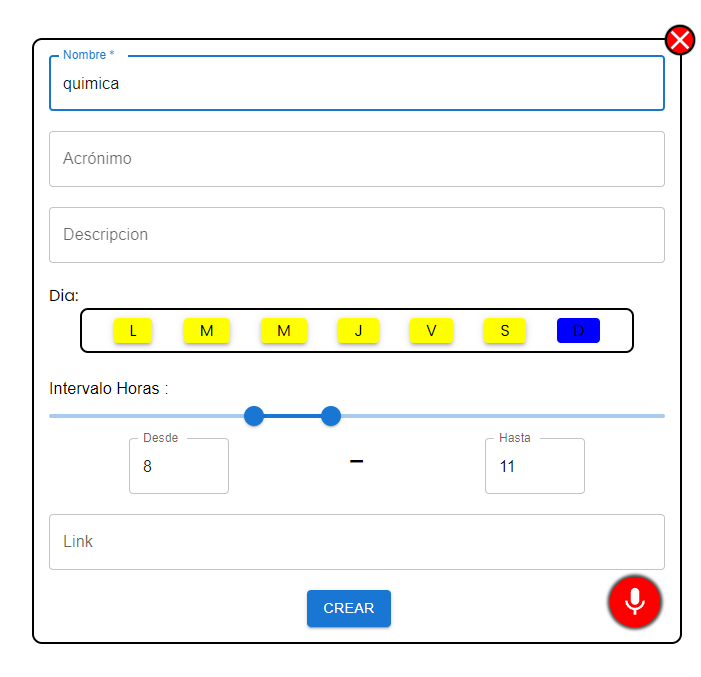 Nombre *
quimica
Acrónimo
Descripcion
Dia:
L M M J V S D
Intervalo Horas :
Desde Hasta
8 – 11
Link
CREAR